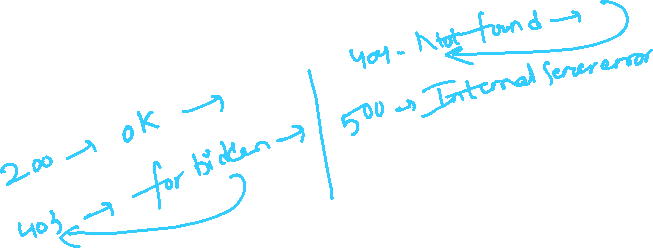 200 → OK →
403 → forbidden →
404 - Not found →
500 → Internal Server error